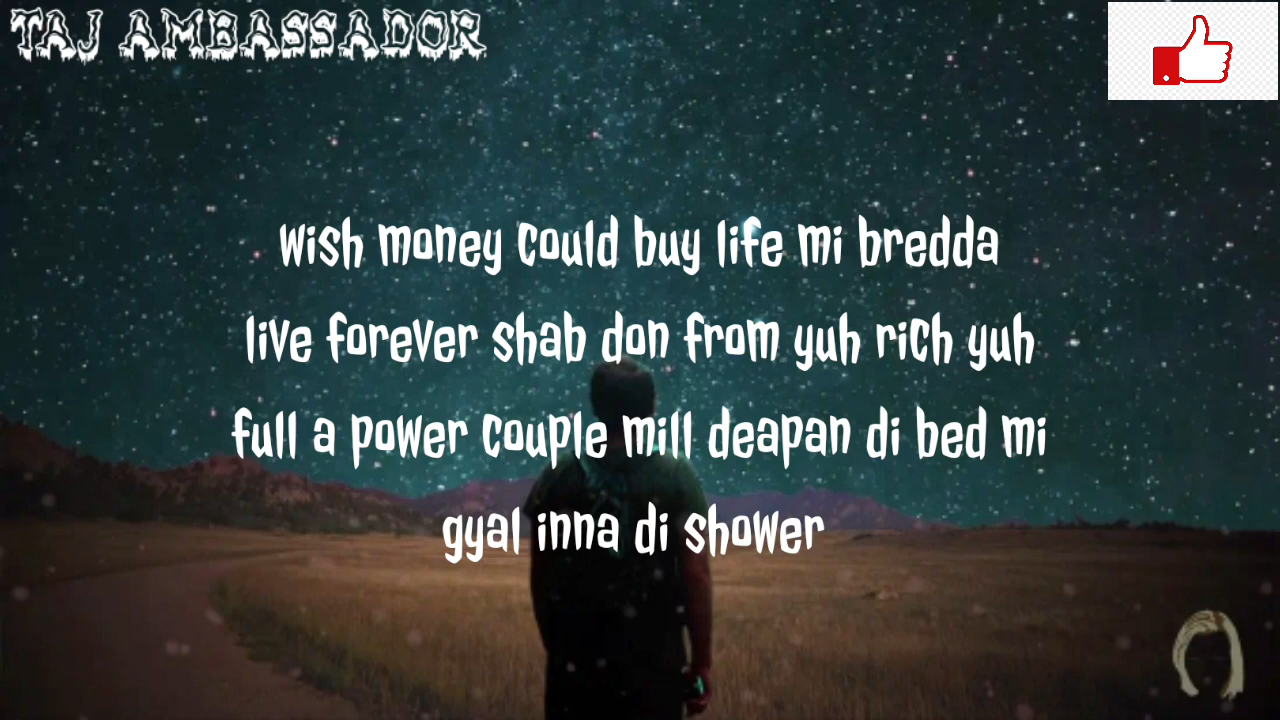 TAJ AMBASSADOR
wish money could buy life mi bredda
live forever shab don from yuh rich yuh
full a power couple mill deapan di bed mi
gyal inna di shower